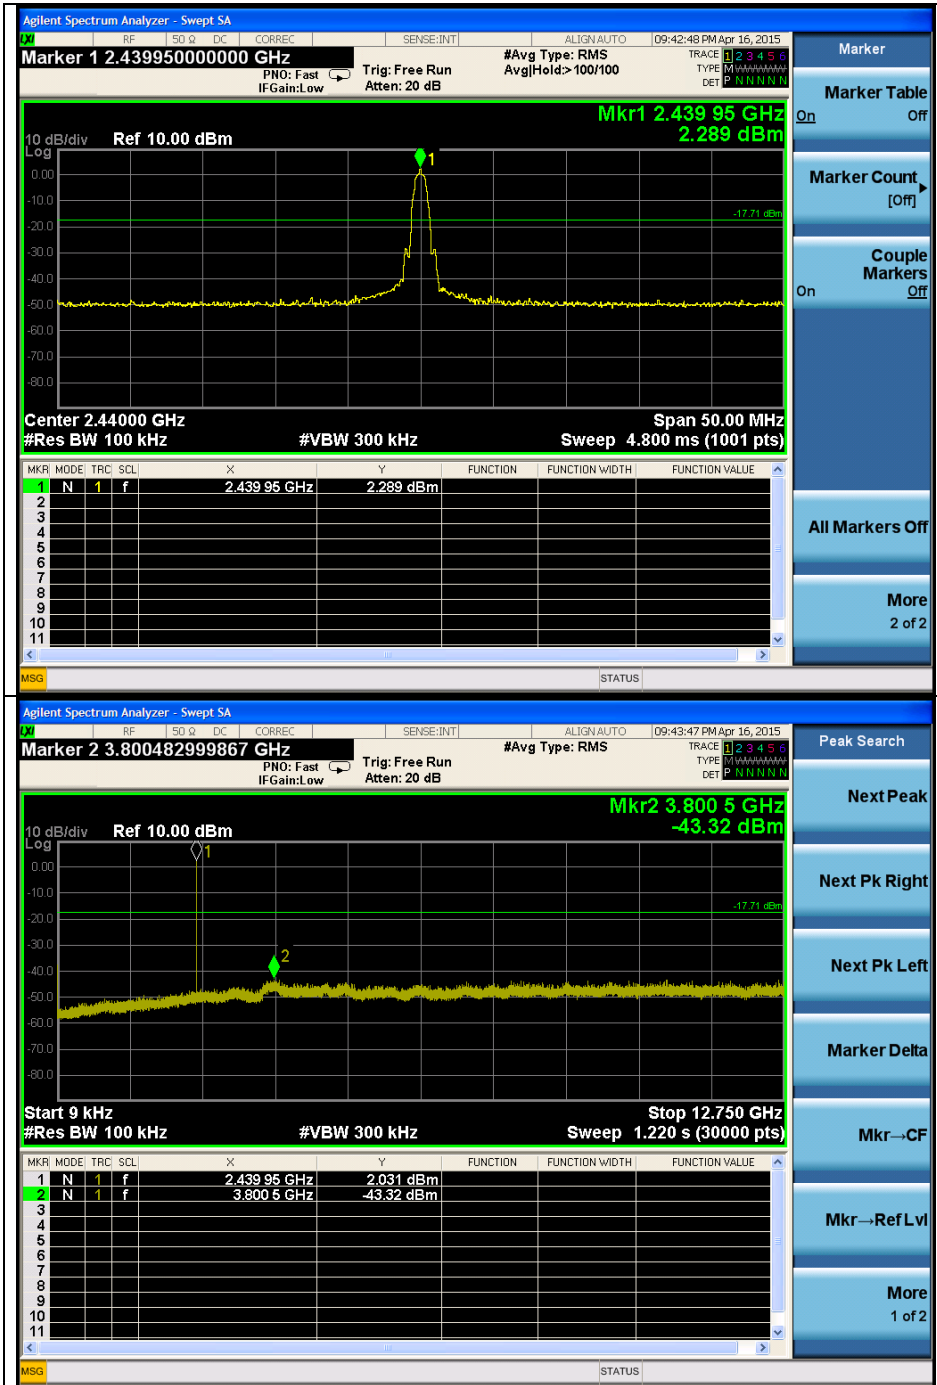 Agilent Spectrum Analyzer - Swept SA
LXI RF 50 Ω DC CORREC SENSE:INT ALIGN AUTO 09:42:48 PM Apr 16, 2015
Marker 1 2.439950000000 GHz
PNO: Fast
IFGain:Low
Trig: Free Run
Atten: 20 dB
#Avg Type: RMS
Avg|Hold:>100/100
TRACE 1 2 3 4 5 6
TYPE M
DET P N N N N N
Mkr1 2.439 95 GHz
2.289 dBm
10 dB/div Ref 10.00 dBm
Log
1
0.00
-10.0
-17.71 dBm
-20.0
-30.0
-40.0
-50.0
-60.0
-70.0
-80.0
Center 2.44000 GHz Span 50.00 MHz
#Res BW 100 kHz #VBW 300 kHz Sweep 4.800 ms (1001 pts)
MKR MODE TRC SCL X Y FUNCTION FUNCTION WIDTH FUNCTION VALUE
1 N 1 f 2.439 95 GHz 2.289 dBm
2
3
4
5
6
7
8
9
10
11
MSG STATUS
Marker
Marker Table
On Off
Marker Count
[Off]
Couple
Markers
On Off
All Markers Off
More
2 of 2
Agilent Spectrum Analyzer - Swept SA
LXI RF 50 Ω DC CORREC SENSE:INT ALIGN AUTO 09:43:47 PM Apr 16, 2015
Marker 2 3.800482999867 GHz
PNO: Fast
IFGain:Low
Trig: Free Run
Atten: 20 dB
#Avg Type: RMS
TRACE 1 2 3 4 5 6
TYPE M
DET P N N N N N
Mkr2 3.800 5 GHz
-43.32 dBm
10 dB/div Ref 10.00 dBm
Log
1
0.00
-10.0
-17.71 dBm
-20.0
-30.0
2
-40.0
-50.0
-60.0
-70.0
-80.0
Start 9 kHz Stop 12.750 GHz
#Res BW 100 kHz #VBW 300 kHz Sweep 1.220 s (30000 pts)
MKR MODE TRC SCL X Y FUNCTION FUNCTION WIDTH FUNCTION VALUE
1 N 1 f 2.439 95 GHz 2.031 dBm
2 N 1 f 3.800 5 GHz -43.32 dBm
3
4
5
6
7
8
9
10
11
MSG STATUS
Peak Search
Next Peak
Next Pk Right
Next Pk Left
Marker Delta
Mkr→CF
Mkr→Ref Lvl
More
1 of 2